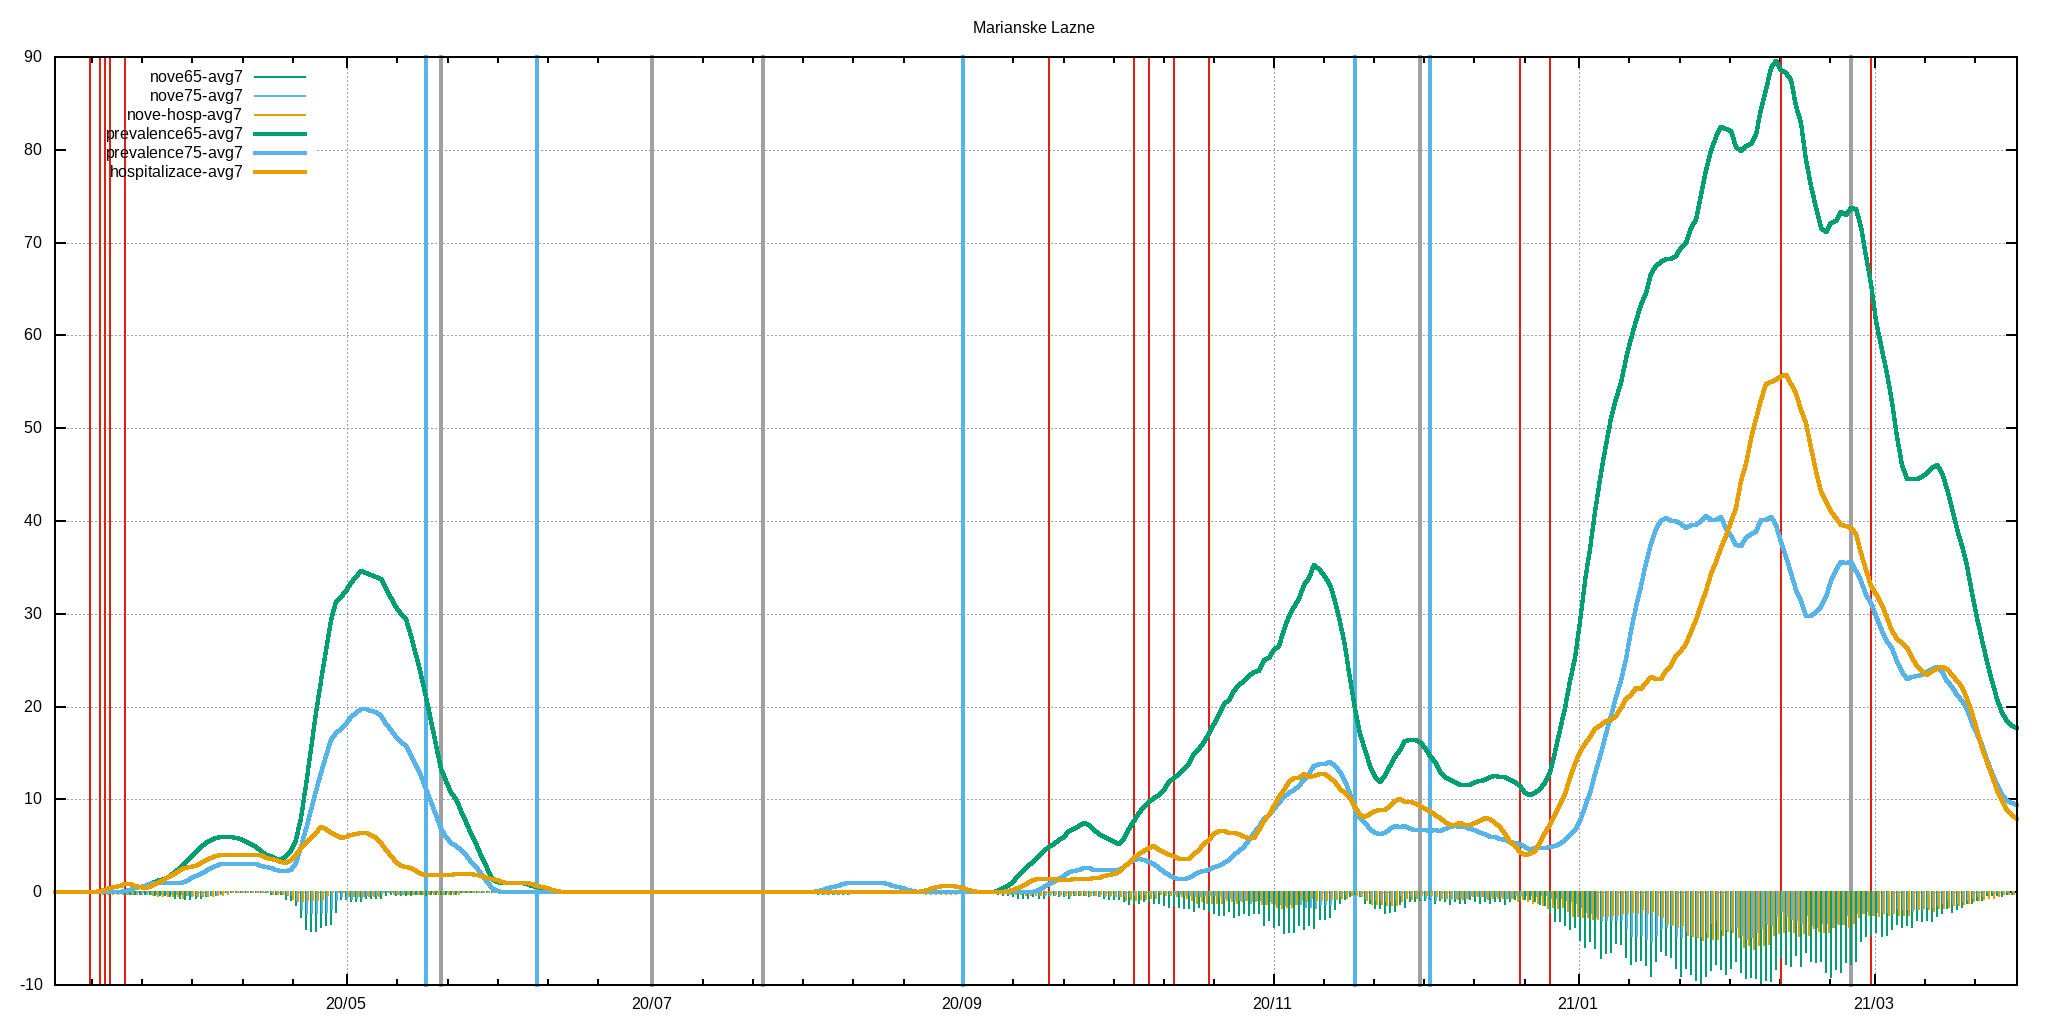 Marianske Lazne
90
80
70
60
50
40
30
20
10
0
-10
nove65-avg7
nove75-avg7
nove-hosp-avg7
prevalence65-avg7
prevalence75-avg7
hospitalizace-avg7
20/05
20/07
20/09
20/11
21/01
21/03